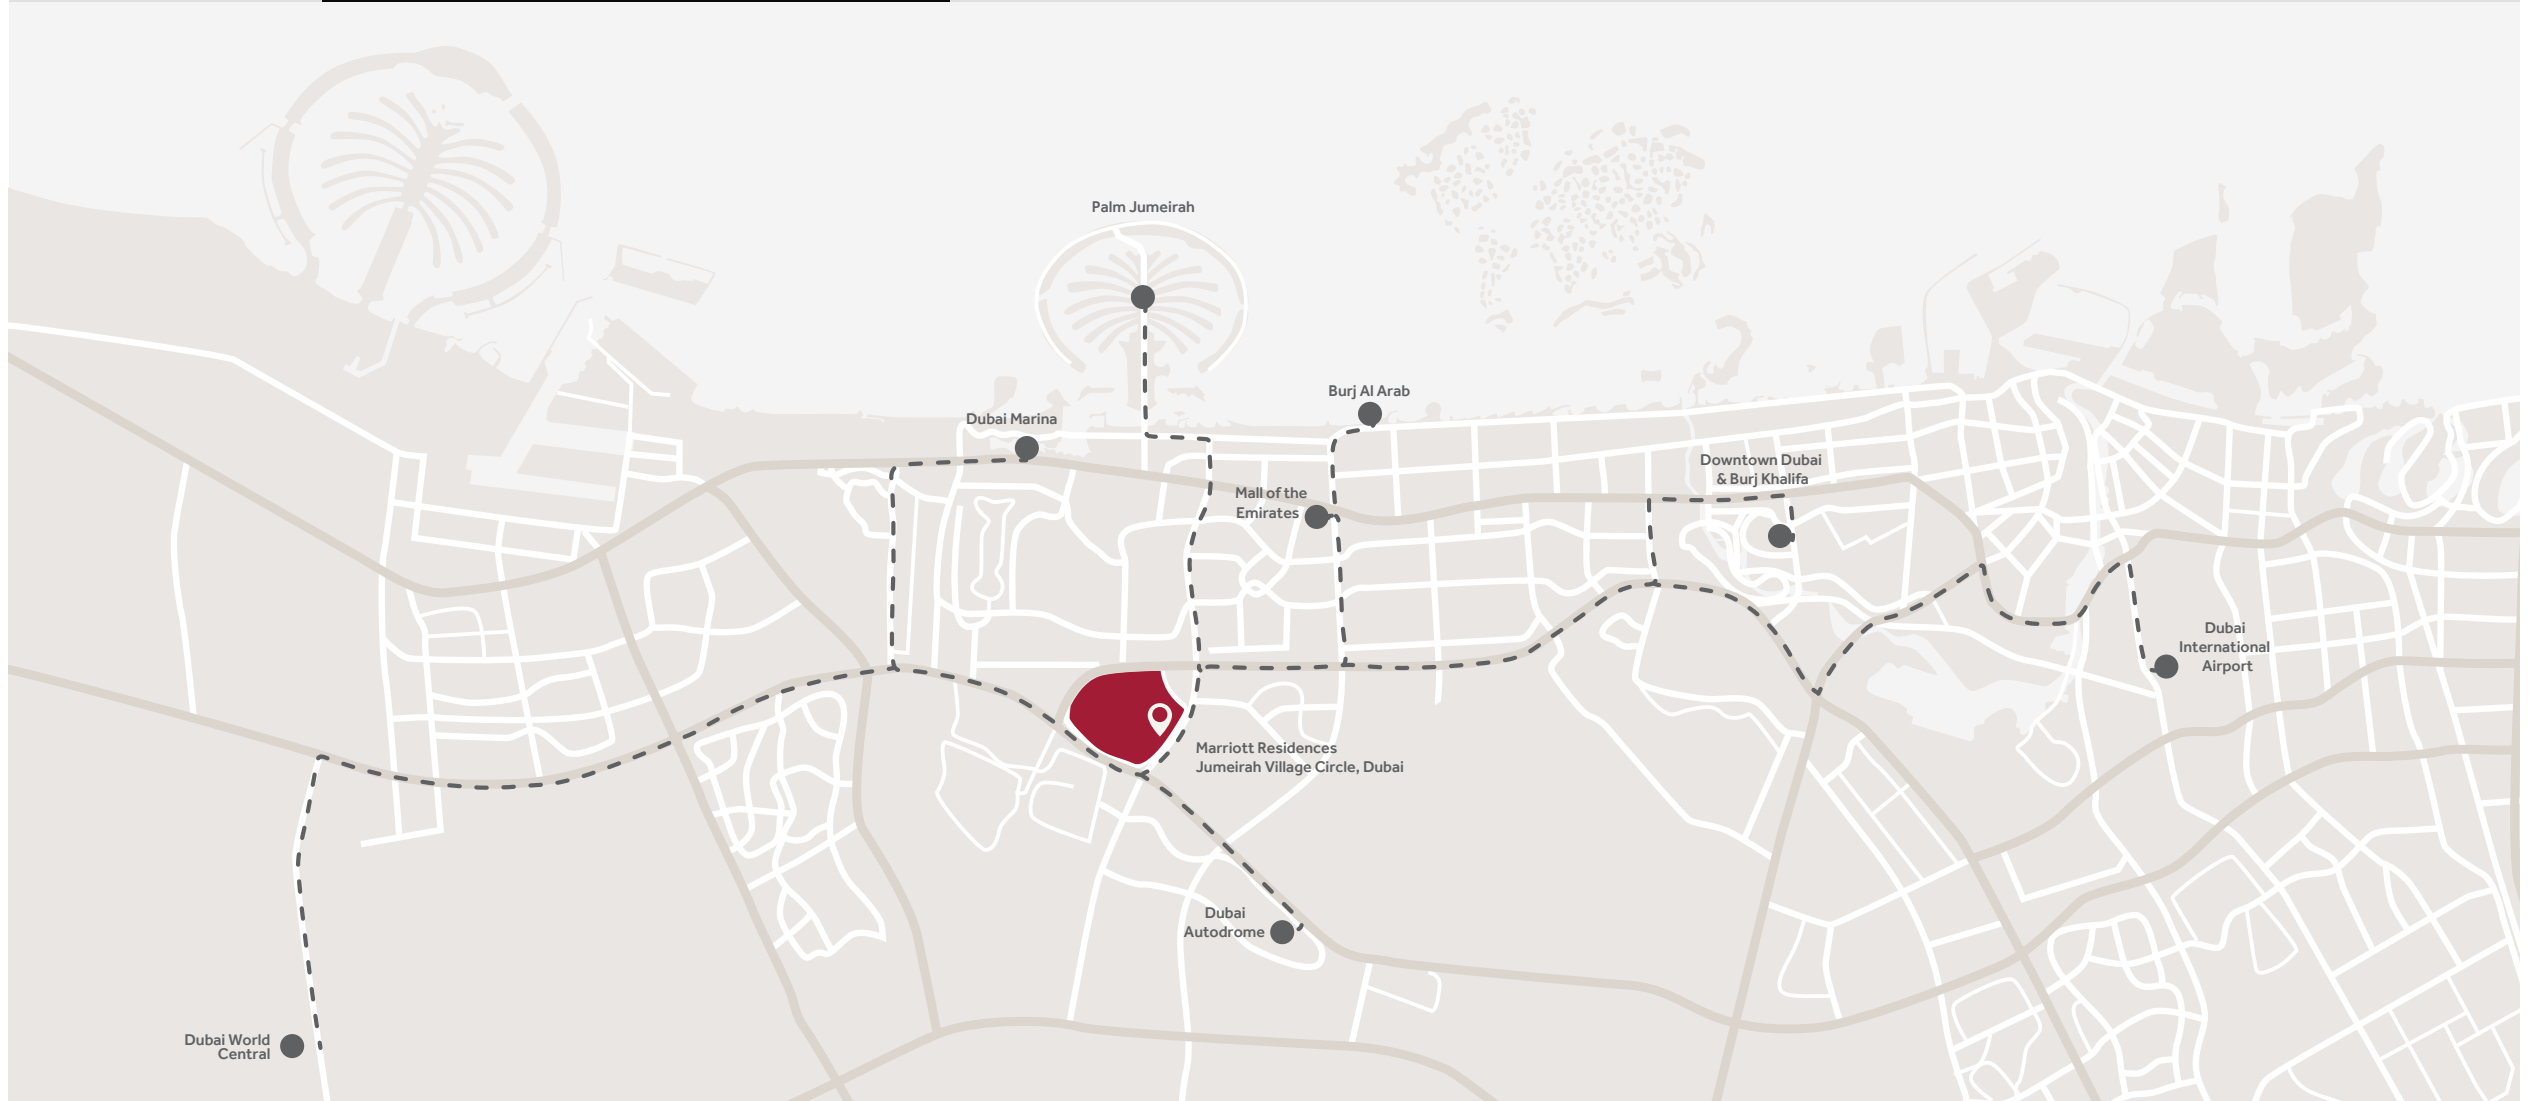 Palm Jumeirah
Burj Al Arab
Dubai Marina
Downtown Dubai
& Burj Khalifa
Mall of the
Emirates
Dubai
International
Airport
Marriott Residences
Jumeirah Village Circle, Dubai
Dubai
Autodrome
Dubai World
Central